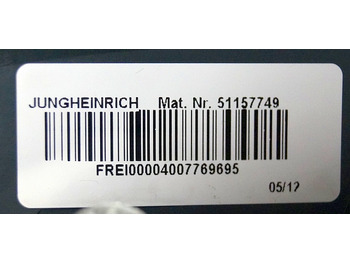 JUNGHEINRICH Mat. Nr. 51157749
FREI00004007769695
05/12